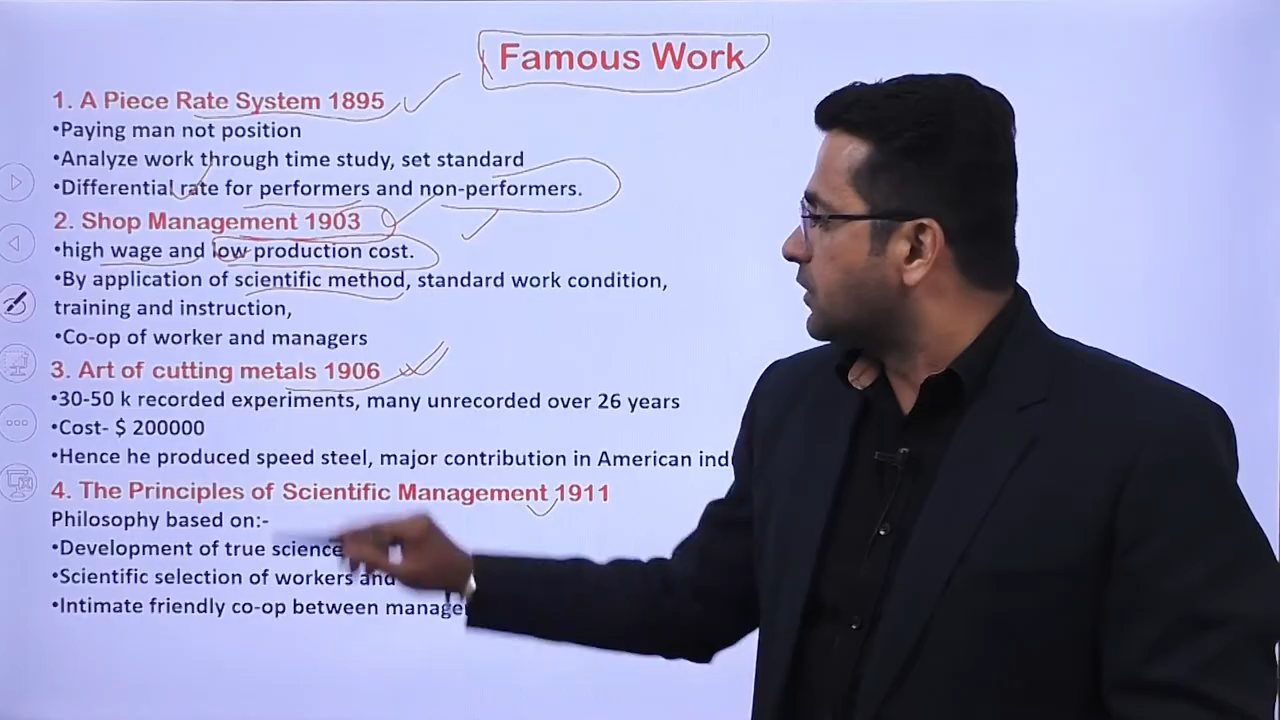 Famous Work
1. A Piece Rate System 1895
•Paying man not position
•Analyze work through time study, set standard
•Differential rate for performers and non-performers.
2. Shop Management 1903
•high wage and low production cost.
•By application of scientific method, standard work condition,
training and instruction,
•Co-op of worker and managers
3. Art of cutting metals 1906
•30-50 k recorded experiments, many unrecorded over 26 years
•Cost- $ 200000
•Hence he produced speed steel, major contribution in American ind
4. The Principles of Scientific Management 1911
Philosophy based on:-
•Development of true science
•Scientific selection of workers and
•Intimate friendly co-op between manage